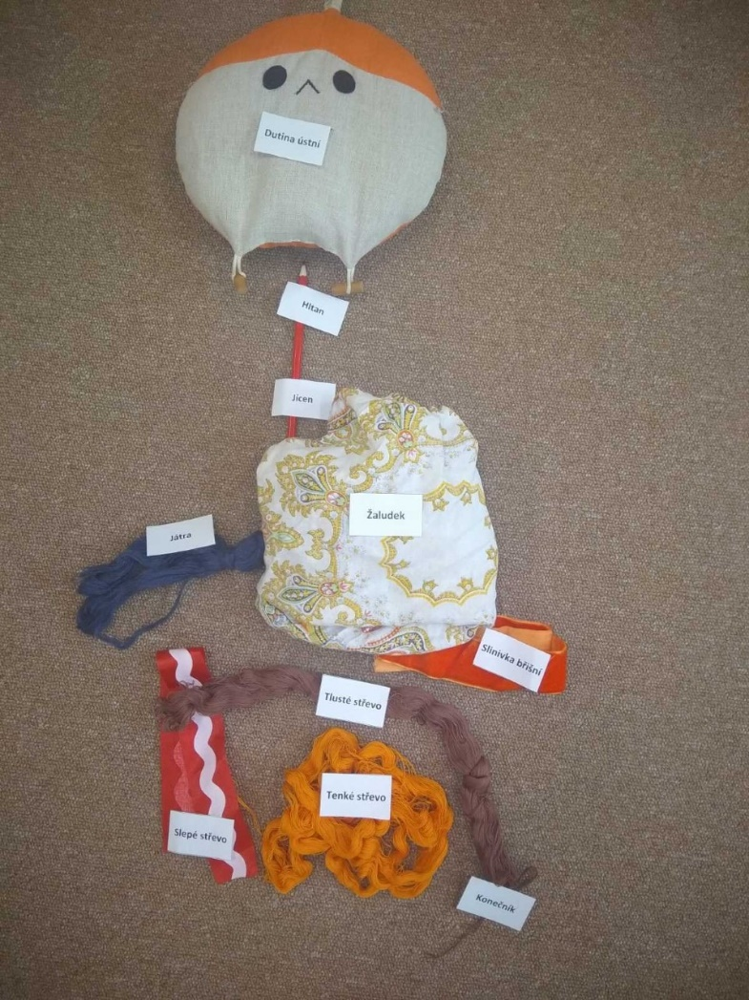 Dutina ústní
Hltan
Jícen
Žaludek
Játra
Slinivka břišní
Tlusté střevo
Tenké střevo
Slepé střevo
Konečník